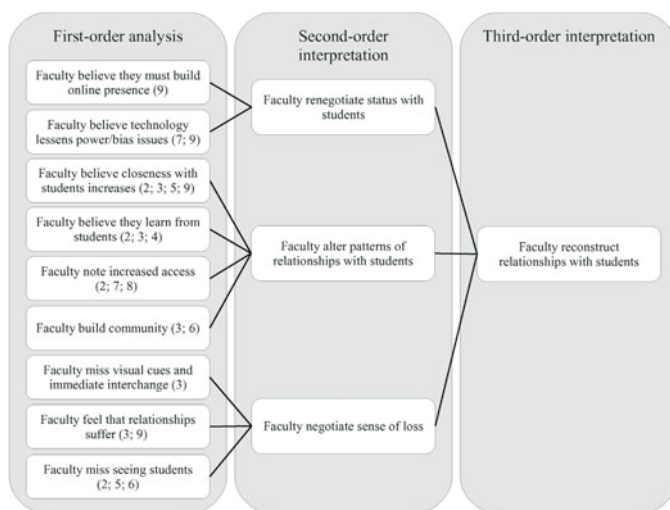 First-order analysis
Faculty believe they must build
online presence (9)
Faculty believe technology
lessens power/bias issues (7; 9)
Faculty believe closeness with
students increases (2; 3; 5; 9)
Faculty believe they learn from
students (2; 3; 4)
Faculty note increased access
(2; 7; 8)
Faculty build community (3; 6)
Faculty miss visual cues and
immediate interchange (3)
Faculty feel that relationships
suffer (3; 9)
Faculty miss seeing students
(2; 5; 6)
Second-order
interpretation
Faculty renegotiate status with
students
Faculty alter patterns of
relationships with students
Faculty negotiate sense of loss
Third-order interpretation
Faculty reconstruct
relationships with students